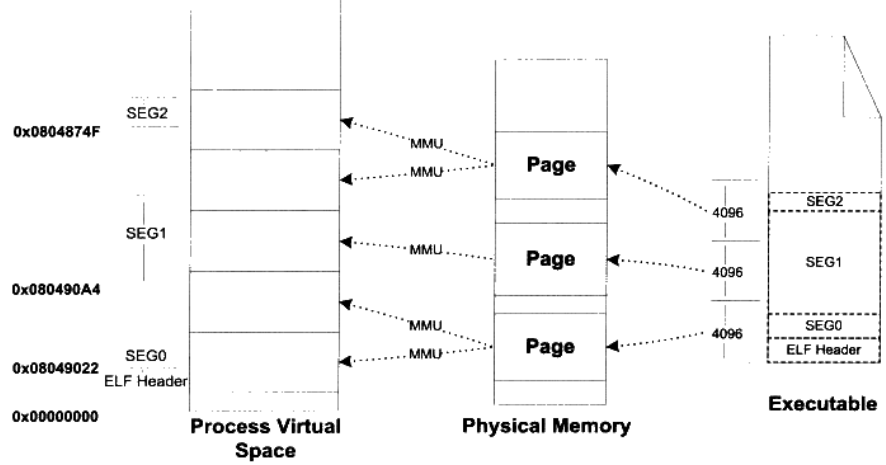 SEG2
0x0804874F
SEG1
0x080490A4
SEG0
0x08049022
ELF Header
0x00000000
Process Virtual
Space
MMU
MMU
MMU
MMU
MMU
Page
Page
Page
Physical Memory
4096
4096
4096
SEG2
SEG1
SEG0
ELF Header
Executable